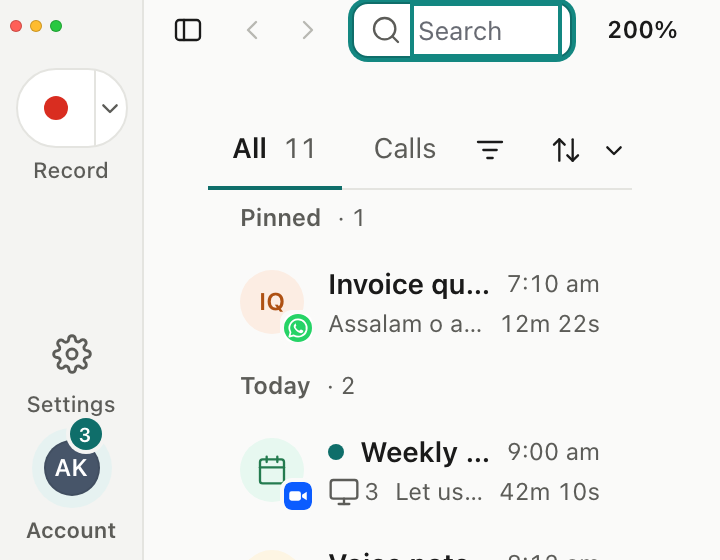 Search
200%
Record
All 11
Calls
Pinned · 1
IQ
Invoice qu... 7:10 am
Assalam o a... 12m 22s
Today · 2
Weekly ... 9:00 am
3 Let us... 42m 10s
Settings
3
AK
Account